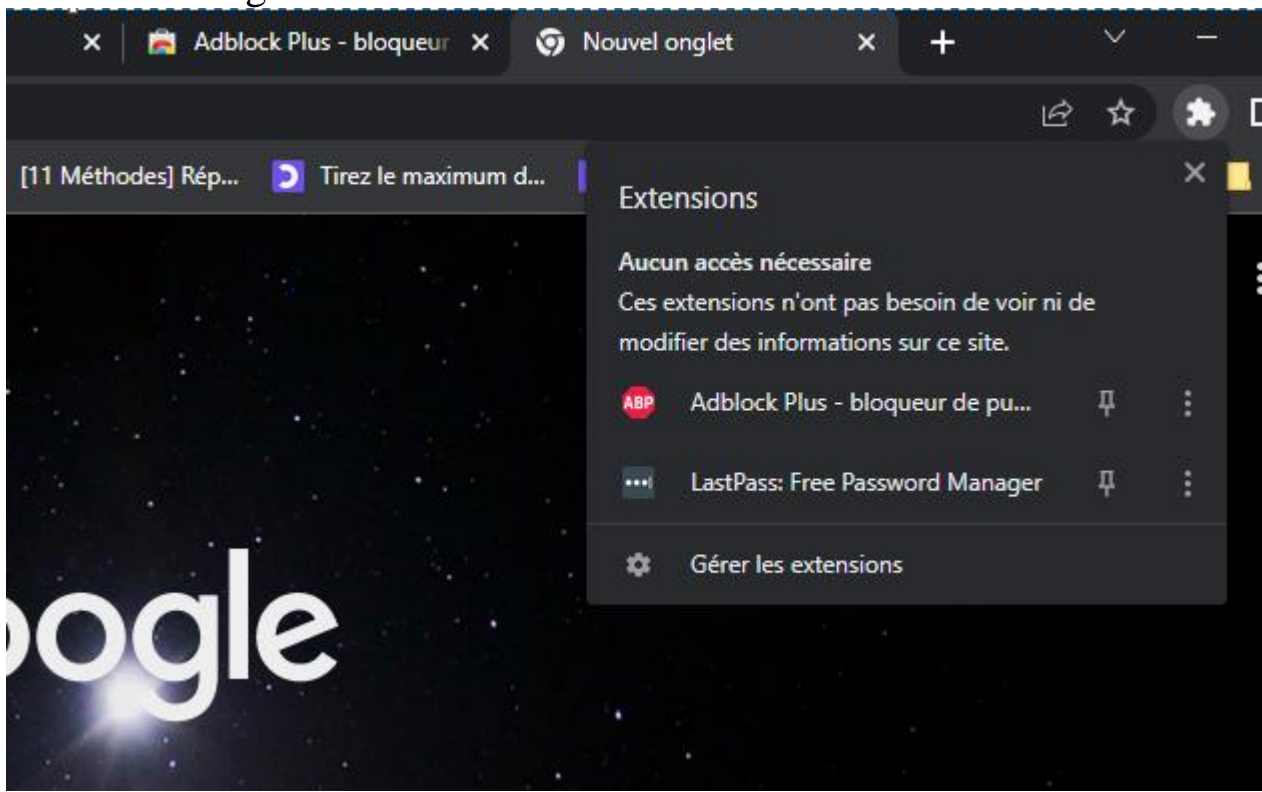 Adblock Plus - bloqueur
Nouvel onglet
[11 Méthodes] Rép...
Tirez le maximum d...
Extensions
Aucun accès nécessaire
Ces extensions n'ont pas besoin de voir ni de
modifier des informations sur ce site.
ABP Adblock Plus - bloqueur de pu...
LastPass: Free Password Manager
Gérer les extensions
oogle